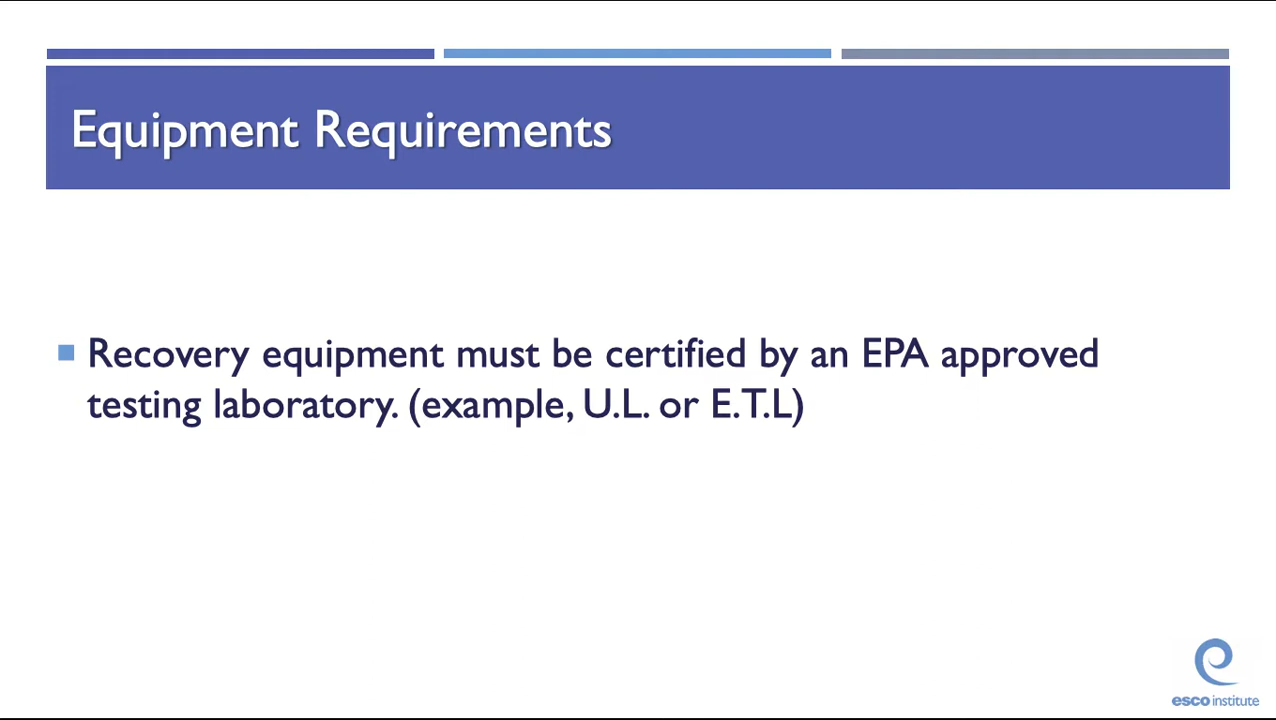 Equipment Requirements
Recovery equipment must be certified by an EPA approved
testing laboratory. (example, U.L. or E.T.L)
esco institute